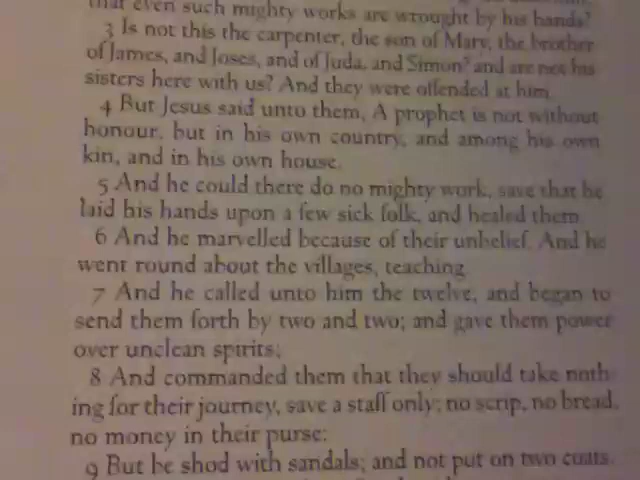 that even such mighty works are wrought by his hands?
3 Is not this the carpenter, the son of Mary, the brother
of James, and Joses, and of Juda, and Simon? and are not his
sisters here with us? And they were offended at him.
4 But Jesus said unto them, A prophet is not without
honour, but in his own country, and among his own
kin, and in his own house.
5 And he could there do no mighty work, save that he
laid his hands upon a few sick folk, and healed them.
6 And he marvelled because of their unbelief. And he
went round about the villages, teaching.
7 And he called unto him the twelve, and began to
send them forth by two and two; and gave them power
over unclean spirits;
8 And commanded them that they should take noth-
ing for their journey, save a staff only; no scrip, no bread,
no money in their purse:
9 But be shod with sandals; and not put on two coats.